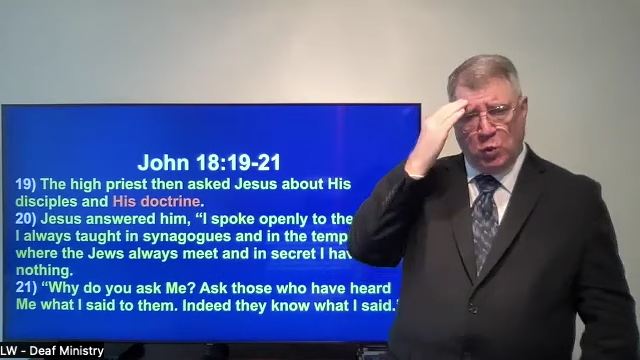 John 18:19-21
19) The high priest then asked Jesus about His
disciples and His doctrine.
20) Jesus answered him, “I spoke openly to the
I always taught in synagogues and in the temp
where the Jews always meet and in secret I ha
nothing.
21) “Why do you ask Me? Ask those who have heard
Me what I said to them. Indeed they know what I said.
LW - Deaf Ministry